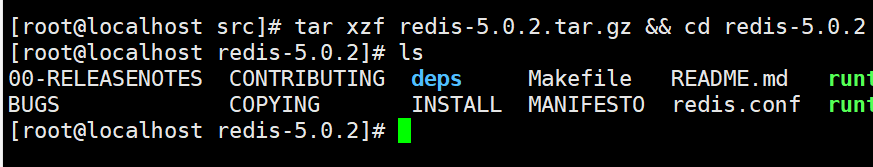 [root@localhost src]# tar xzf redis-5.0.2.tar.gz && cd redis-5.0.2
[root@localhost redis-5.0.2]# ls
00-RELEASENOTES  CONTRIBUTING  deps     Makefile   README.md   runt
BUGS             COPYING       INSTALL  MANIFESTO  redis.conf  runt
[root@localhost redis-5.0.2]#